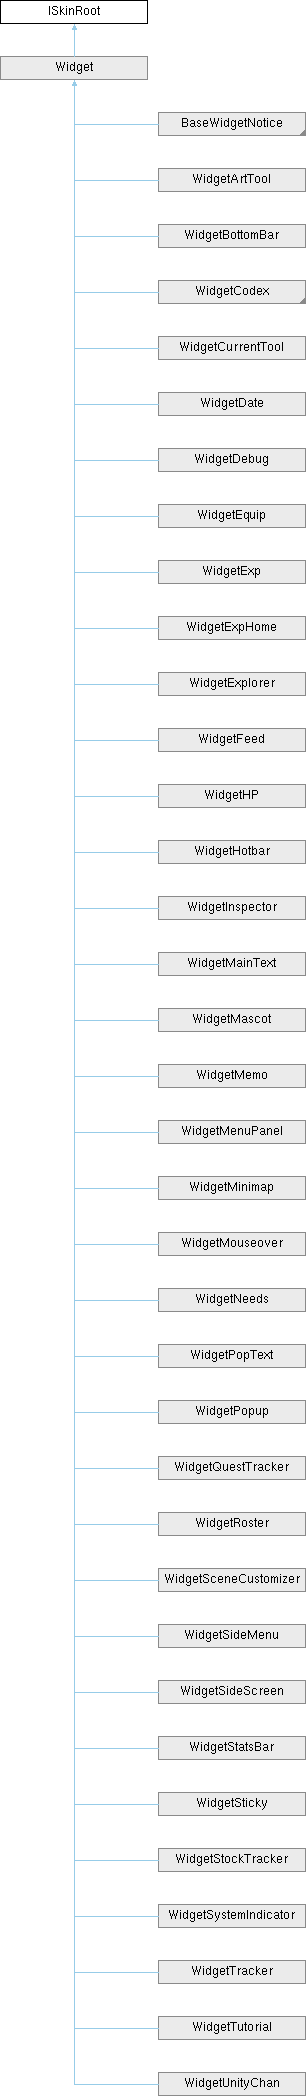 ISkinRoot
Widget
BaseWidgetNotice
WidgetArtTool
WidgetBottomBar
WidgetCodex
WidgetCurrentTool
WidgetDate
WidgetDebug
WidgetEquip
WidgetExp
WidgetExpHome
WidgetExplorer
WidgetFeed
WidgetHP
WidgetHotbar
WidgetInspector
WidgetMainText
WidgetMascot
WidgetMemo
WidgetMenuPanel
WidgetMinimap
WidgetMouseover
WidgetNeeds
WidgetPopText
WidgetPopup
WidgetQuestTracker
WidgetRoster
WidgetSceneCustomizer
WidgetSideMenu
WidgetSideScreen
WidgetStatsBar
WidgetSticky
WidgetStockTracker
WidgetSystemIndicator
WidgetTracker
WidgetTutorial
WidgetUnityChan